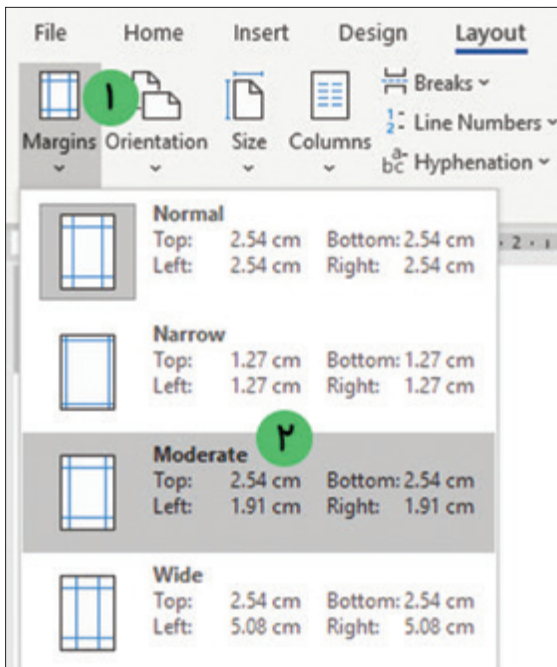 File Home Insert Design Layout
۱
Margins Orientation Size Columns
Breaks
Line Numbers
Hyphenation
Normal
Top: 2.54 cm Bottom: 2.54 cm
Left: 2.54 cm Right: 2.54 cm
· 2 · ı
Narrow
Top: 1.27 cm Bottom: 1.27 cm
Left: 1.27 cm Right: 1.27 cm
۲
Moderate
Top: 2.54 cm Bottom: 2.54 cm
Left: 1.91 cm Right: 1.91 cm
Wide
Top: 2.54 cm Bottom: 2.54 cm
Left: 5.08 cm Right: 5.08 cm